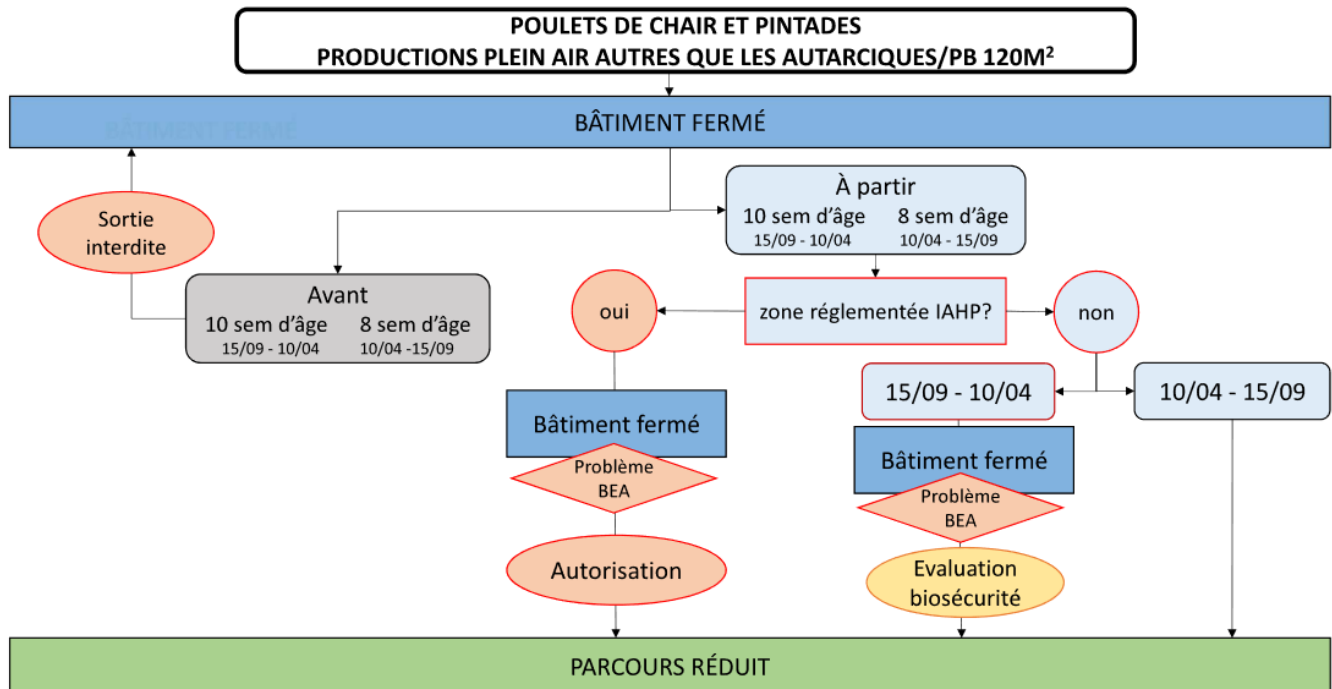 POULETS DE CHAIR ET PINTADES
PRODUCTIONS PLEIN AIR AUTRES QUE LES AUTARCIQUES/PB 120M²
BÂTIMENT FERMÉ
BÂTIMENT FERMÉ
À partir
10 sem d'âge 8 sem d'âge
15/09 - 10/04 10/04 - 15/09
Sortie
interdite
Avant
10 sem d'âge 8 sem d'âge
15/09 - 10/04 10/04 -15/09
oui
zone réglementée IAHP?
non
15/09 - 10/04
10/04 - 15/09
Bâtiment fermé
Problème
BEA
Bâtiment fermé
Problème
BEA
Autorisation
Evaluation
biosécurité
PARCOURS RÉDUIT